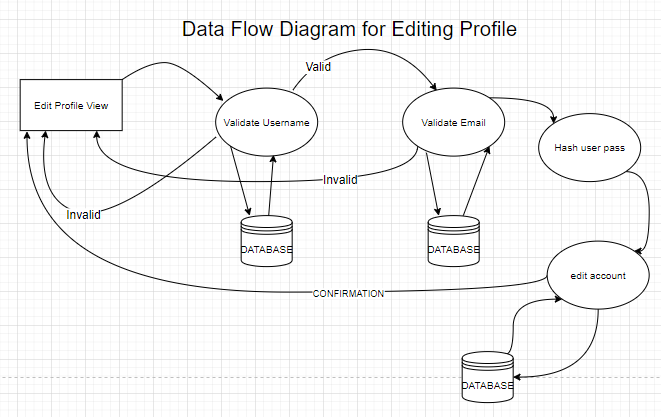 Data Flow Diagram for Editing Profile
Valid
Edit Profile View
Validate Username
Validate Email
Hash user pass
Invalid
Invalid
DATABASE
DATABASE
edit account
CONFIRMATION
DATABASE